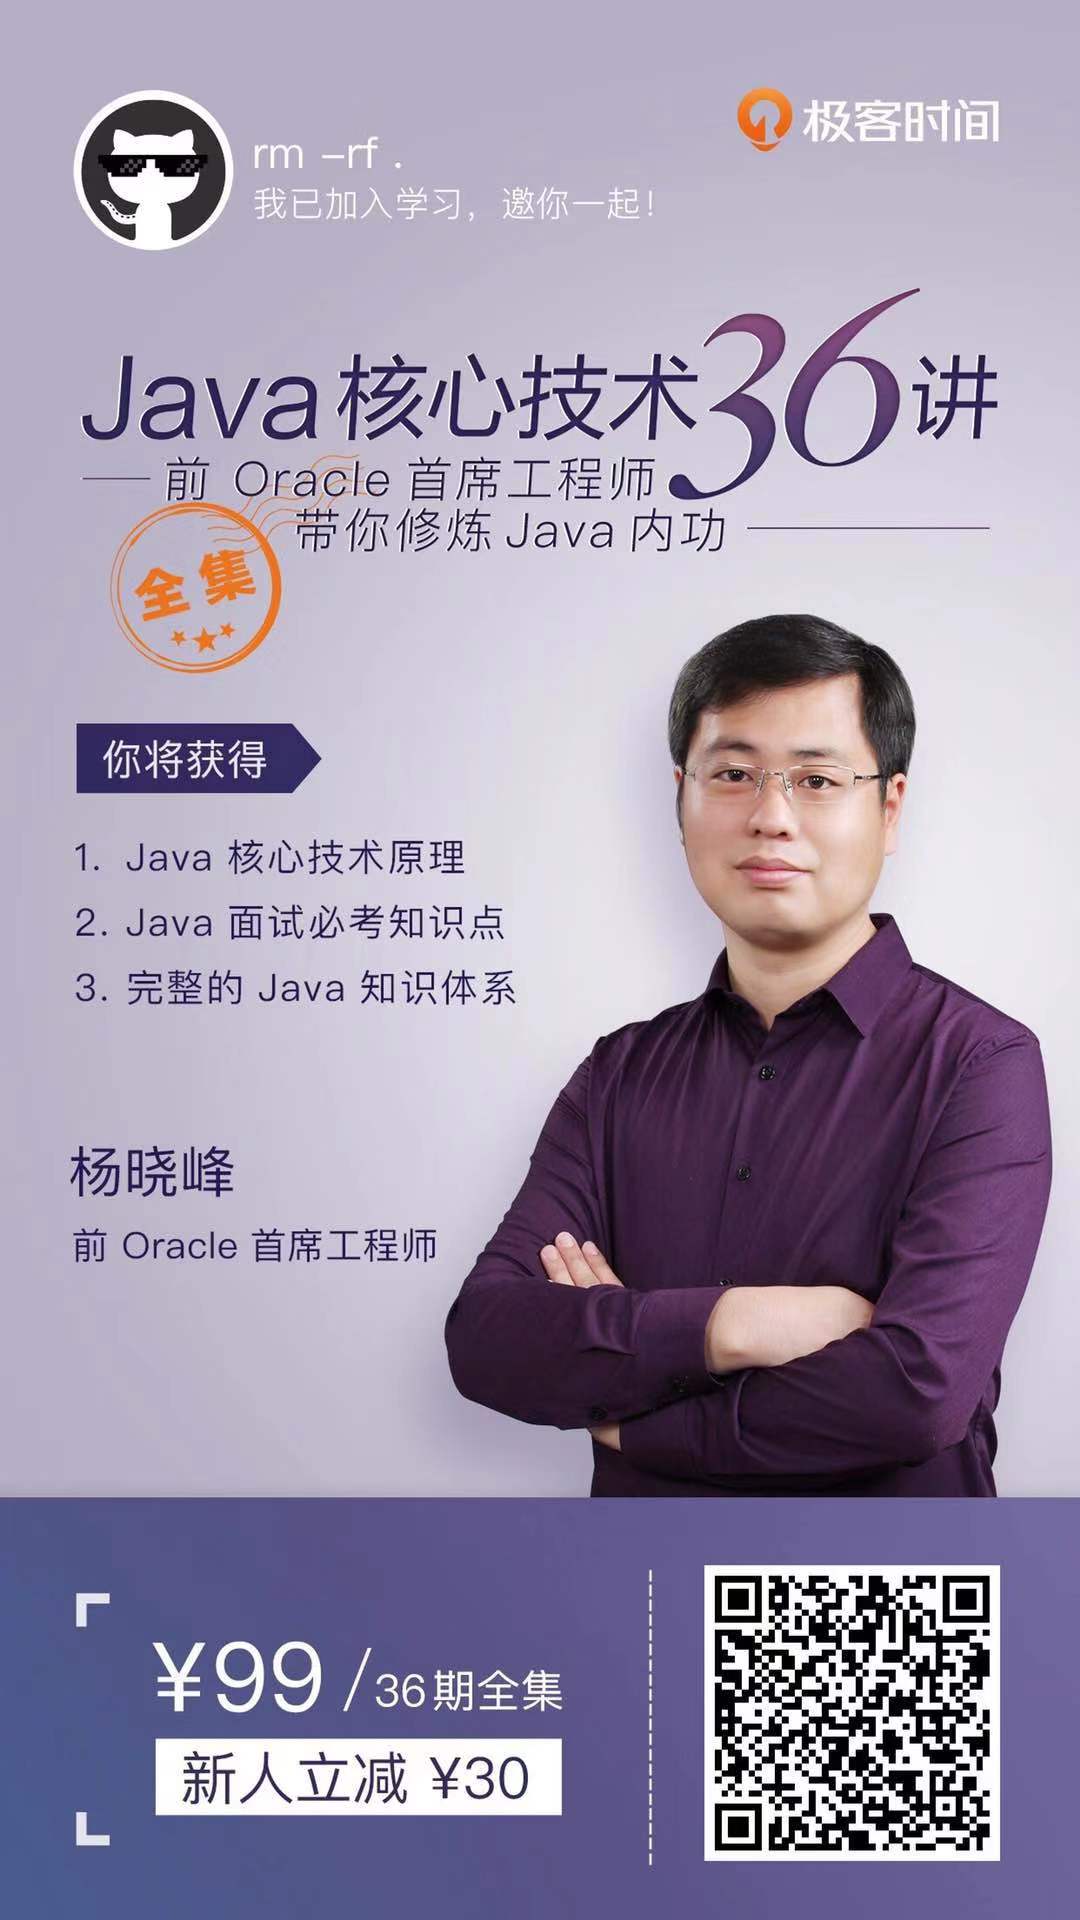 极客时间
rm -rf .
我已加入学习，邀你一起！
Java核心技术36讲
前 Oracle 首席工程师
带你修炼 Java 内功
全集
你将获得
1. Java 核心技术原理
2. Java 面试必考知识点
3. 完整的 Java 知识体系
杨晓峰
前 Oracle 首席工程师
¥99/36期全集
新人立减 ¥30